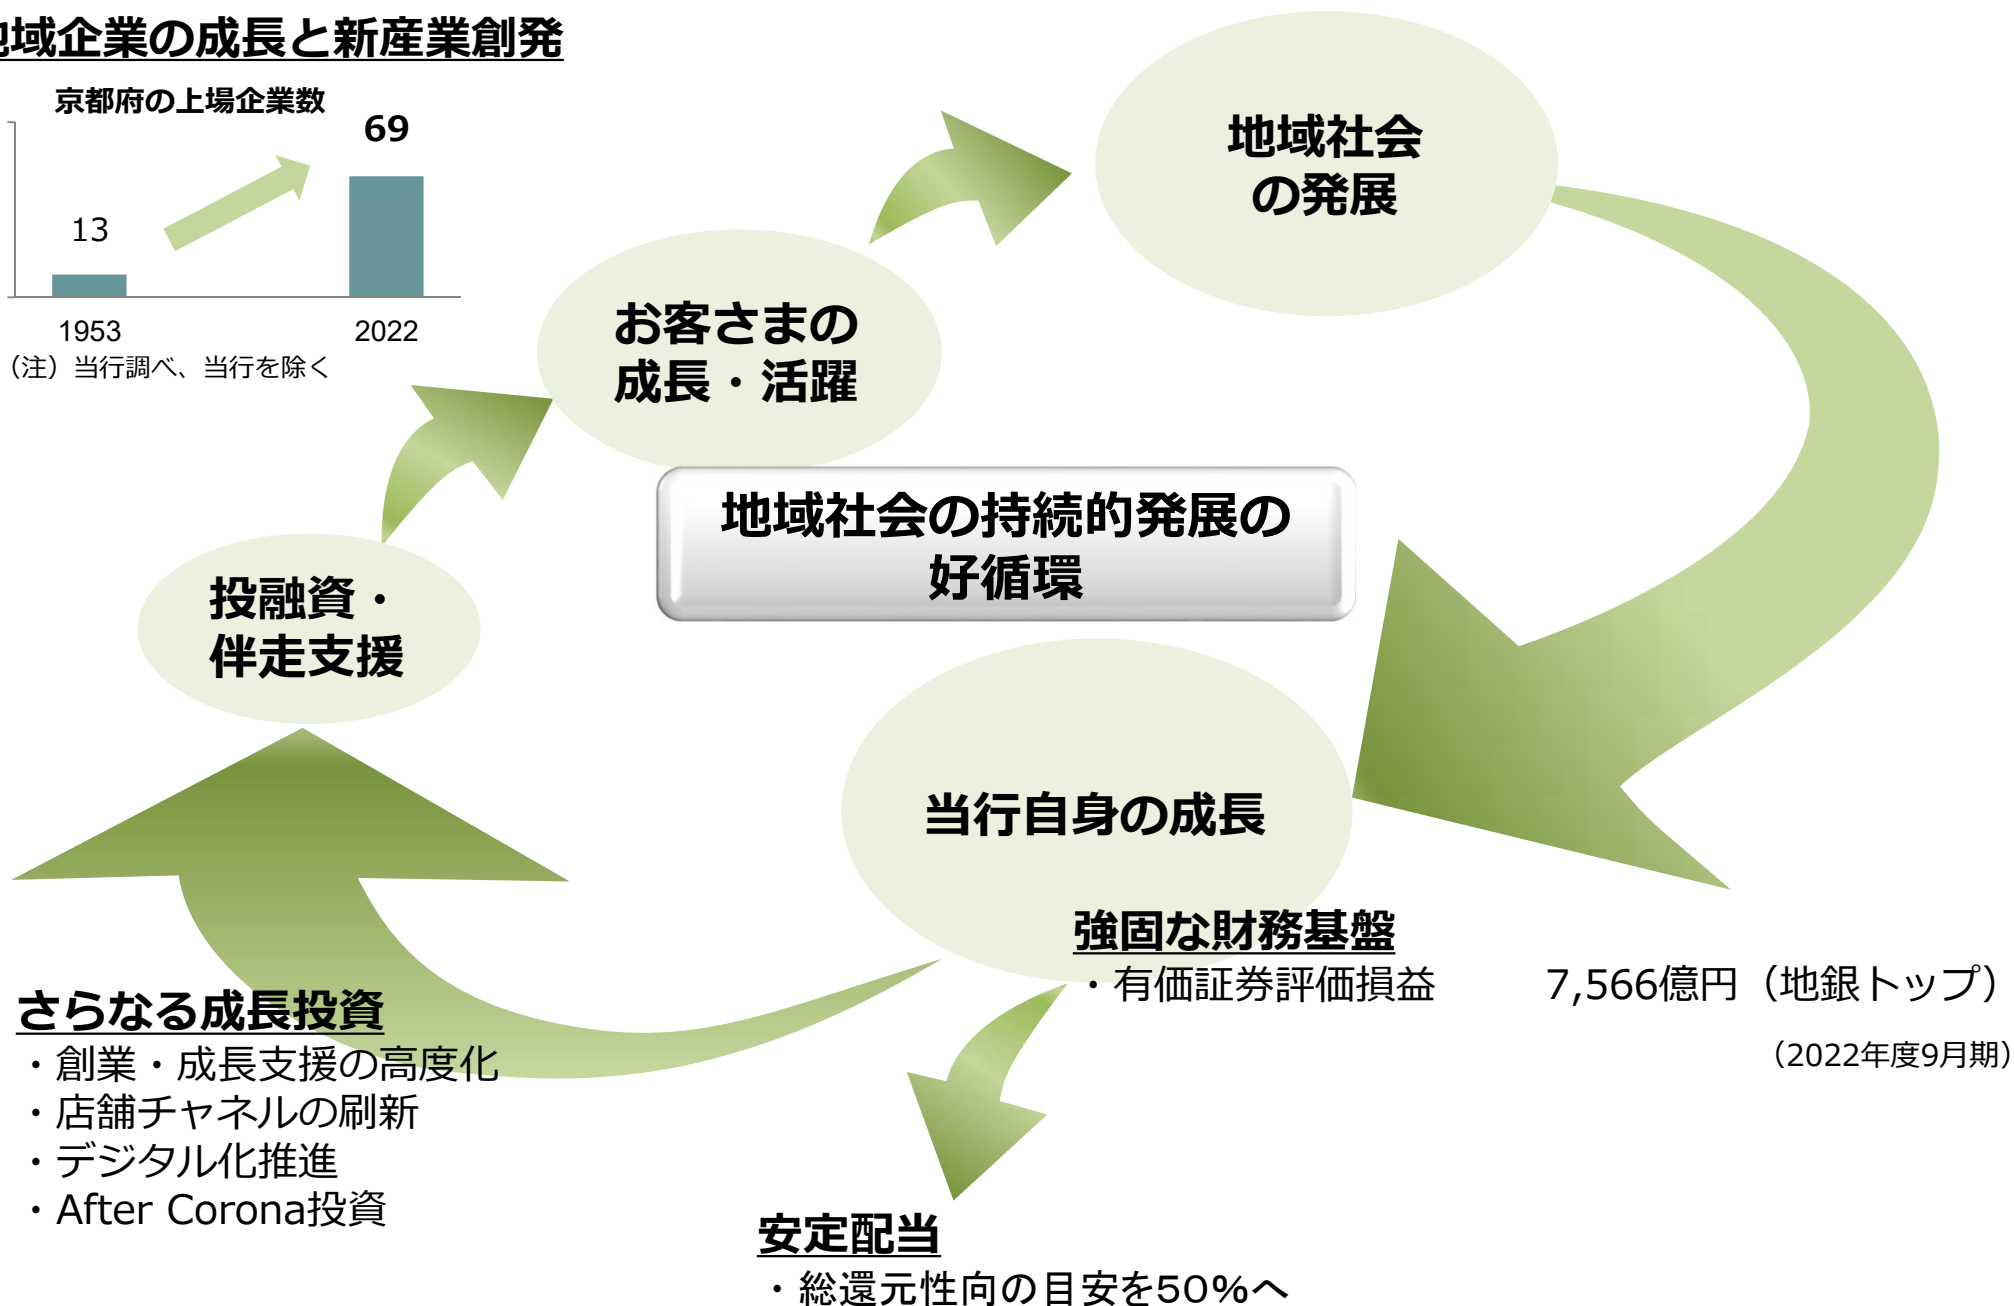 域企業の成長と新産業創発
京都府の上場企業数
69
13
1953
2022
（注）当行調べ、当行を除く
地域社会
の発展
お客さまの
成長・活躍
地域社会の持続的発展の
好循環
投融資・
伴走支援
当行自身の成長
強固な財務基盤
・有価証券評価損益 7,566億円（地銀トップ）
（2022年度9月期）
さらなる成長投資
・創業・成長支援の高度化
・店舗チャネルの刷新
・デジタル化推進
・After Corona投資
安定配当
・総還元性向の目安を50%へ